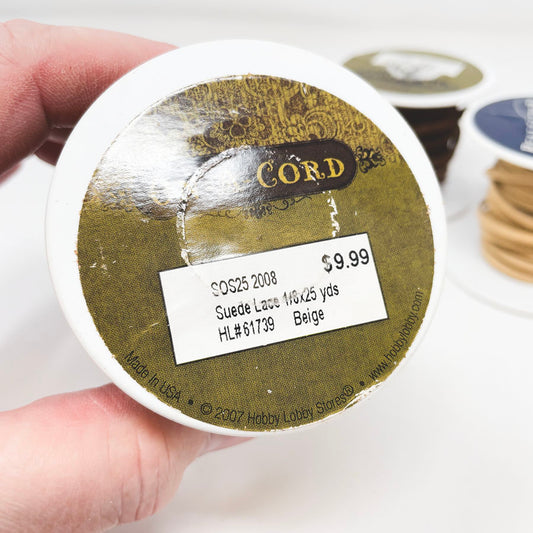 CORD
SOS25 2008 $9.99
Suede Lace 1/8x25 yds
HL# 61739 Beige
Made In USA • © 2007 Hobby Lobby Stores® • www.hobbylobby.com